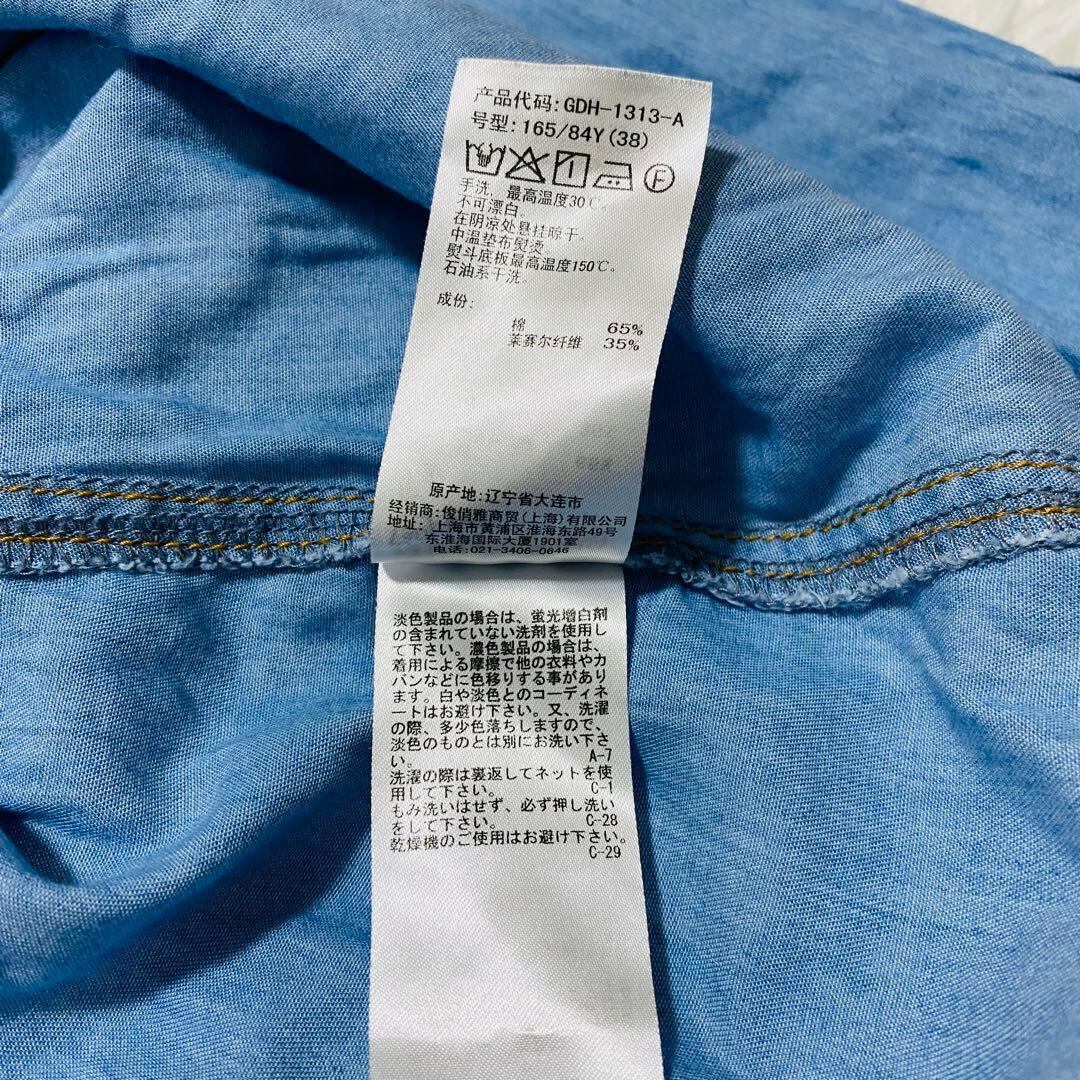 产品代码:GDH-1313-A
号型:165/84Y(38)
F
手洗，最高温度30℃。
不可漂白。
在阴凉处悬挂晾干。
中温垫布熨烫。
熨斗底板最高温度150℃。
石油系干洗。
成份:
棉 65%
莱赛尔纤维 35%
原产地:辽宁省大连市
经销商:俊俏雅商贸(上海)有限公司
地址:上海市黄浦区淮海东路49号
东淮海国际大厦1901室
电话:021-3406-0646
淡色製品の場合は、蛍光増白剤
の含まれていない洗剤を使用し
て下さい。濃色製品の場合は、
着用による摩擦で他の衣料やカ
バンなどに色移りする事があり
ます。白や淡色とのコーディネ
ートはお避け下さい。又、洗濯
の際、多少色落ちしますので、
淡色のものとは別にお洗い下さ
い。 A-7
洗濯の際は裏返してネットを使
用して下さい。 C-1
もみ洗いはせず、必ず押し洗い
をして下さい。 C-28
乾燥機のご使用はお避け下さい。
C-29